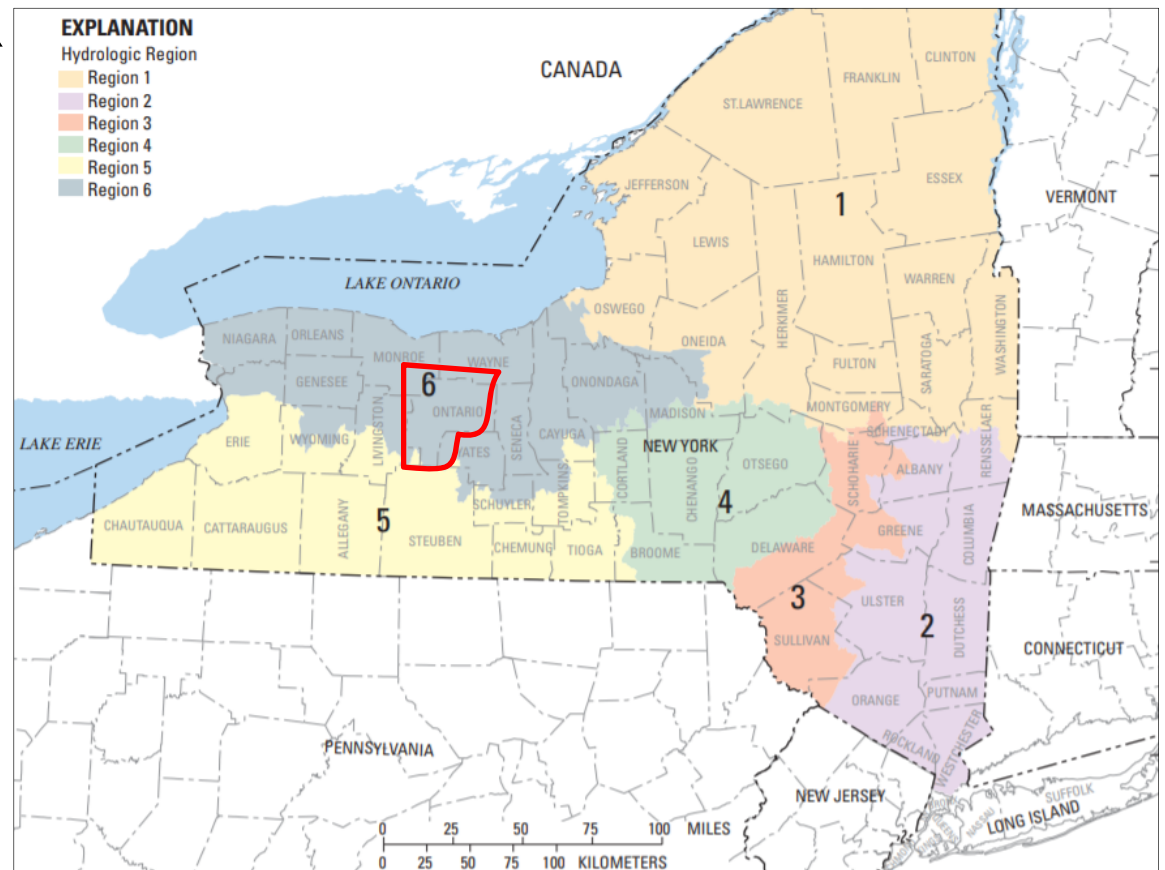 EXPLANATION
Hydrologic Region
Region 1
Region 2
Region 3
Region 4
Region 5
Region 6
CANADA
CLINTON
FRANKLIN
ST.LAWRENCE
ESSEX
JEFFERSON
VERMONT
1
LEWIS
HAMILTON
WARREN
LAKE ONTARIO
HERKIMER
WASHINGTON
OSWEGO
ONEIDA
SARATOGA
NIAGARA
ORLEANS
MONROE
WAYNE
FULTON
GENESEE
6
ONONDAGA
ONTARIO
MADISON
MONTGOMERY
LAKE ERIE
ERIE
WYOMING
LIVINGSTON
SENECA
CAYUGA
NEW YORK
SCHENECTADY
RENSSELAER
YATES
CORTLAND
OTSEGO
SCHOHARIE
ALBANY
TOMPKINS
CHENANGO
SCHUYLER
4
MASSACHUSETTS
CHAUTAUQUA
CATTARAUGUS
ALLEGANY
5
STEUBEN
CHEMUNG
TIOGA
BROOME
DELAWARE
GREENE
COLUMBIA
3
ULSTER
2
DUTCHESS
SULLIVAN
CONNECTICUT
ORANGE
PUTNAM
PENNSYLVANIA
ROCKLAND
WESTCHESTER
NEW JERSEY
NASSAU
SUFFOLK
LONG ISLAND
0 25 50 75 100 MILES
0 25 50 75 100 KILOMETERS